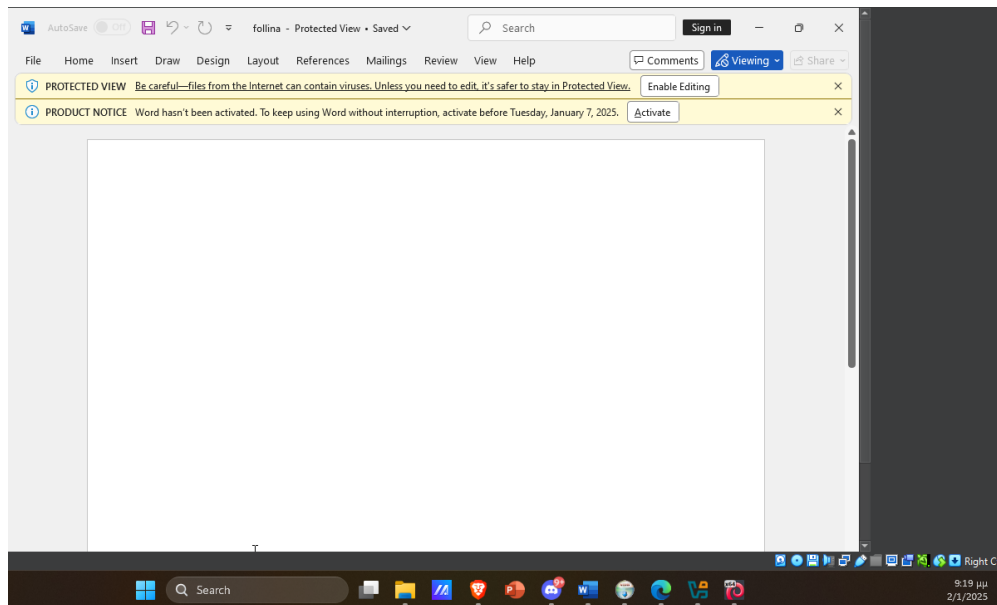 AutoSave Off follina - Protected View • Saved Search Sign in
File Home Insert Draw Design Layout References Mailings Review View Help Comments Viewing Share
PROTECTED VIEW Be careful—files from the Internet can contain viruses. Unless you need to edit, it's safer to stay in Protected View. Enable Editing
PRODUCT NOTICE Word hasn't been activated. To keep using Word without interruption, activate before Tuesday, January 7, 2025. Activate
Right C
Search 9:19 μμ
2/1/2025